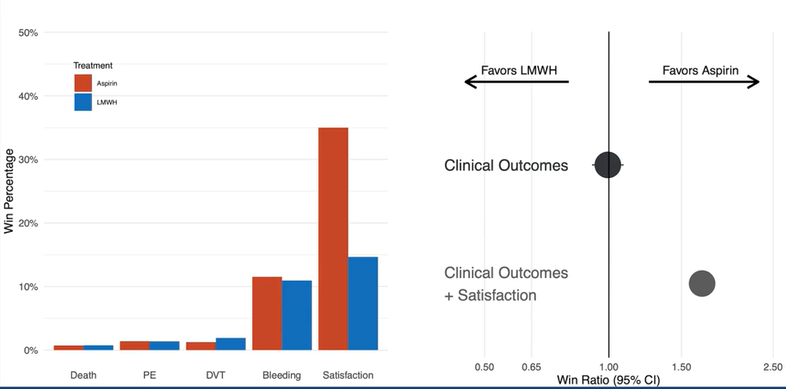 50%
40%
30%
20%
10%
0%
Win Percentage
Treatment
Aspirin
LMWH
Death PE DVT Bleeding Satisfaction
Favors LMWH Favors Aspirin
Clinical Outcomes
Clinical Outcomes
+ Satisfaction
0.50 0.65 1.00 1.50 2.50
Win Ratio (95% CI)